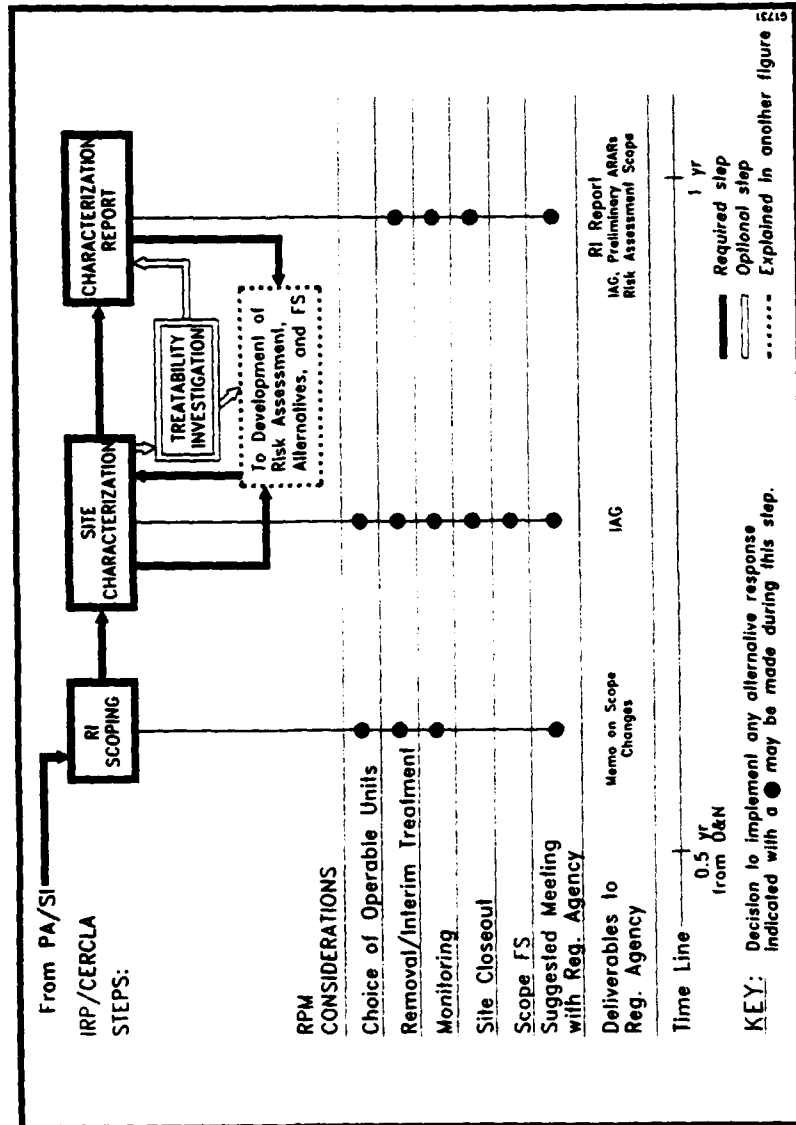 From PA/SI
IRP/CERCLA
STEPS:
RI
SCOPING
SITE
CHARACTERIZATION
TREATABILITY
INVESTIGATION
CHARACTERIZATION
REPORT
To Development of
Risk Assessment,
Alternatives, and FS
RPM
CONSIDERATIONS
Choice of Operable Units
Removal/Interim Treatment
Monitoring
Site Closeout
Scope FS
Suggested Meeting
with Reg. Agency
Deliverables to
Reg. Agency
Memo on Scope
Changes
IAG
RI Report
IAG, Preliminary ARARs
Risk Assessment Scope
Time Line
0.5 yr
from D&N
1 yr
KEY: Decision to implement any alternative response
indicated with a ● may be made during this step.
Required step
Optional step
Explained in another figure
G1731